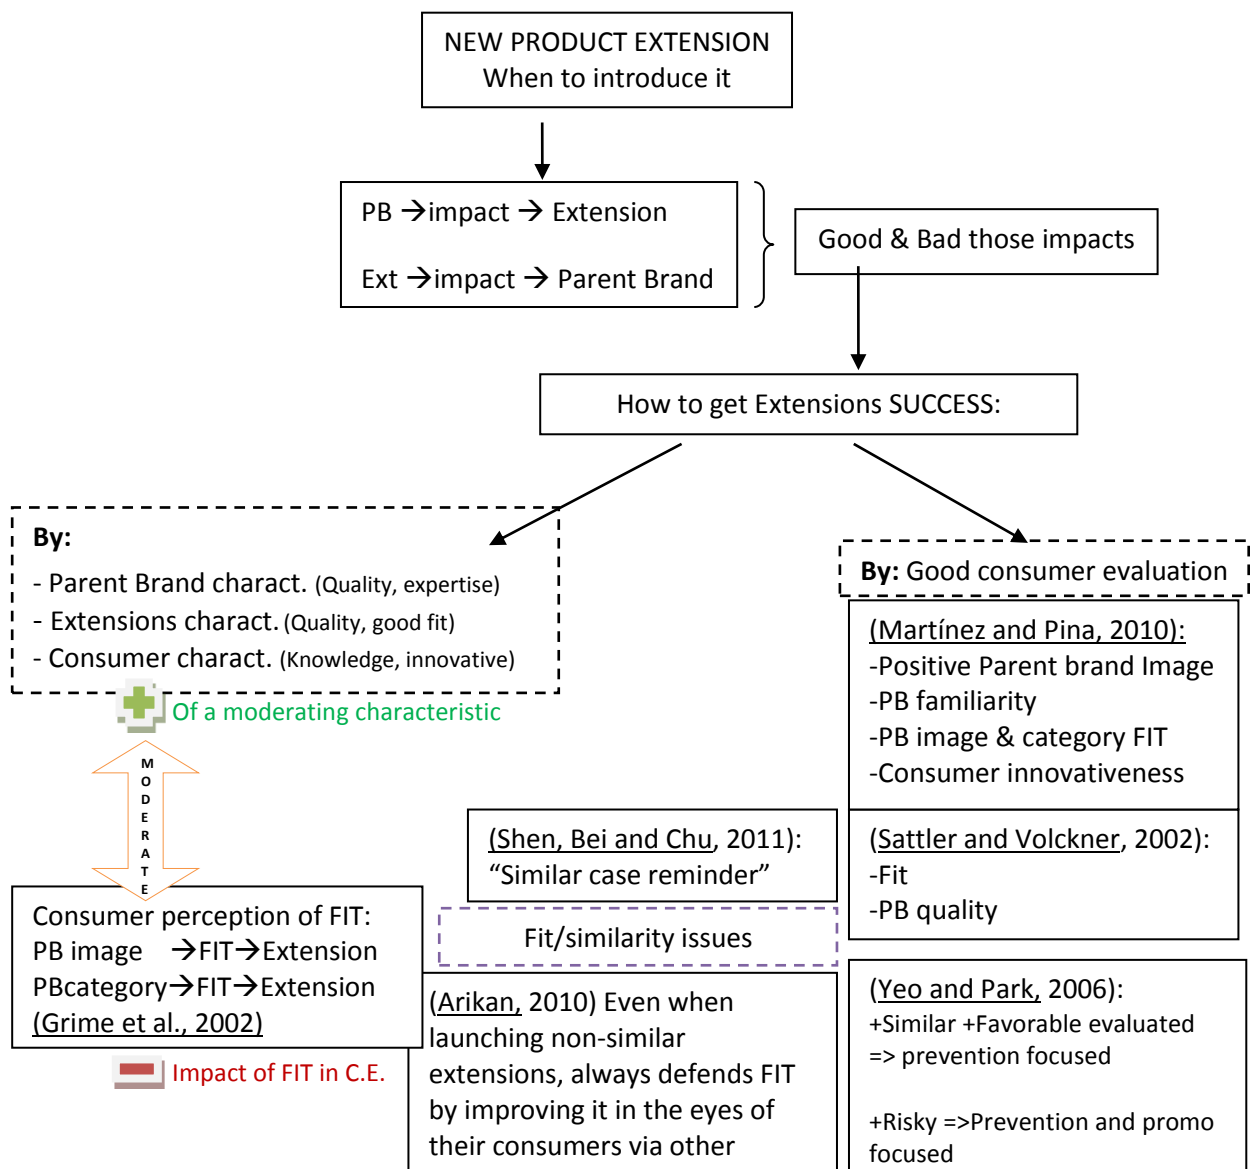 NEW PRODUCT EXTENSION
When to introduce it
PB →impact → Extension
Ext →impact → Parent Brand
Good & Bad those impacts
How to get Extensions SUCCESS:
By:
- Parent Brand charact. (Quality, expertise)
- Extensions charact. (Quality, good fit)
- Consumer charact. (Knowledge, innovative)
Of a moderating characteristic
MODERATE
Consumer perception of FIT:
PB image →FIT→Extension
PBcategory→FIT→Extension
(Grime et al., 2002)
Impact of FIT in C.E.
(Shen, Bei and Chu, 2011):
“Similar case reminder”
Fit/similarity issues
(Arikan, 2010) Even when
launching non-similar
extensions, always defends FIT
by improving it in the eyes of
their consumers via other
By: Good consumer evaluation
(Martínez and Pina, 2010):
-Positive Parent brand Image
-PB familiarity
-PB image & category FIT
-Consumer innovativeness
(Sattler and Volckner, 2002):
-Fit
-PB quality
(Yeo and Park, 2006):
+Similar +Favorable evaluated
=> prevention focused
+Risky =>Prevention and promo
focused